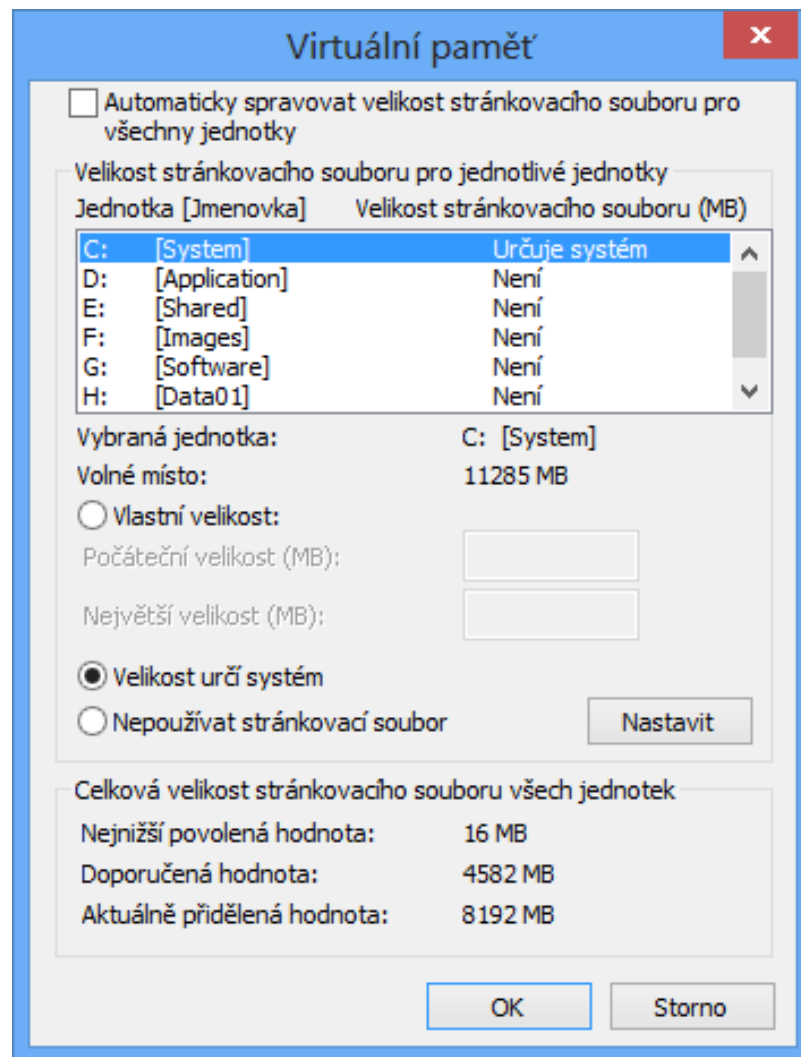 Virtuální paměť
Automaticky spravovat velikost stránkovacího souboru pro
všechny jednotky
Velikost stránkovacího souboru pro jednotlivé jednotky
Jednotka [Jmenovka] Velikost stránkovacího souboru (MB)
C: [System] Určuje systém
D: [Application] Není
E: [Shared] Není
F: [Images] Není
G: [Software] Není
H: [Data01] Není
Vybraná jednotka: C: [System]
Volné místo: 11285 MB
Vlastní velikost:
Počáteční velikost (MB):
Největší velikost (MB):
Velikost určí systém
Nepoužívat stránkovací soubor Nastavit
Celková velikost stránkovacího souboru všech jednotek
Nejnižší povolená hodnota: 16 MB
Doporučená hodnota: 4582 MB
Aktuálně přidělená hodnota: 8192 MB
OK Storno